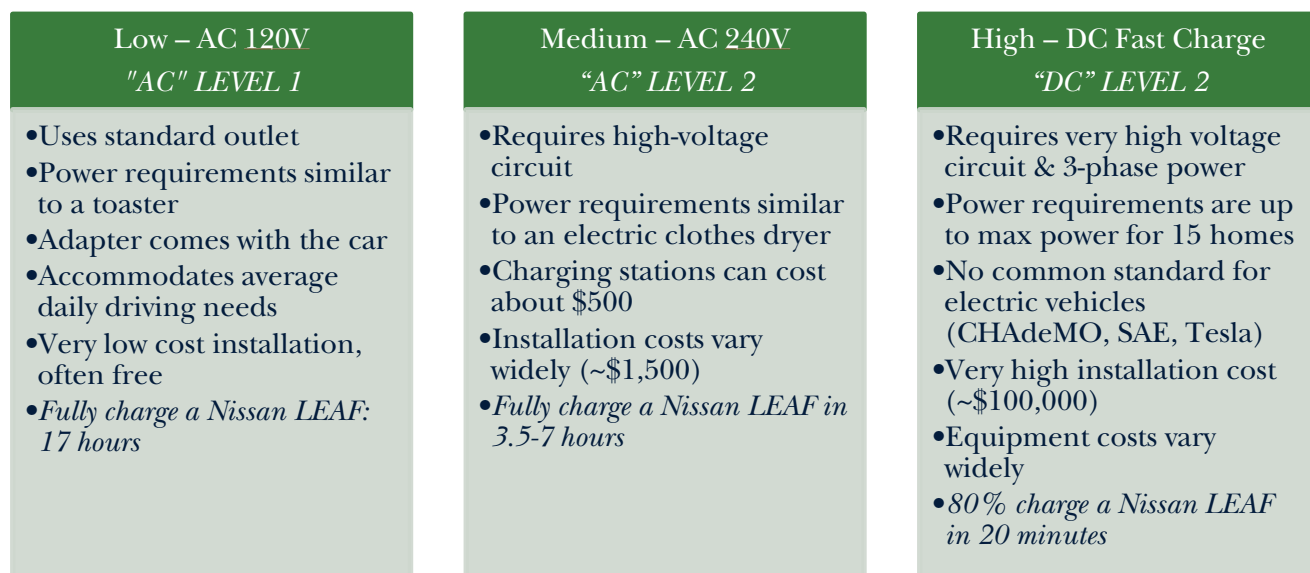 Low – AC 120V
"AC" LEVEL 1
•Uses standard outlet
•Power requirements similar
to a toaster
•Adapter comes with the car
•Accommodates average
daily driving needs
•Very low cost installation,
often free
•Fully charge a Nissan LEAF:
17 hours
Medium – AC 240V
“AC” LEVEL 2
•Requires high-voltage
circuit
•Power requirements similar
to an electric clothes dryer
•Charging stations can cost
about $500
•Installation costs vary
widely (~$1,500)
•Fully charge a Nissan LEAF in
3.5-7 hours
High – DC Fast Charge
“DC” LEVEL 2
•Requires very high voltage
circuit & 3-phase power
•Power requirements are up
to max power for 15 homes
•No common standard for
electric vehicles
(CHAdeMO, SAE, Tesla)
•Very high installation cost
(~$100,000)
•Equipment costs vary
widely
•80% charge a Nissan LEAF
in 20 minutes